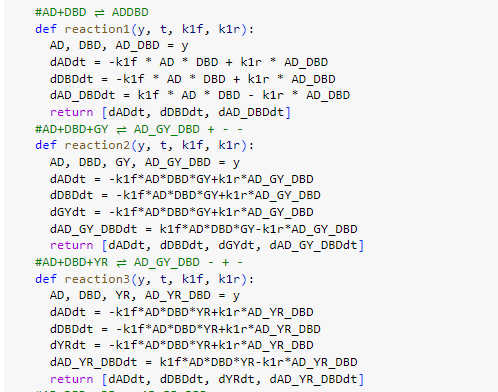 #AD+DBD ⇌ ADDBD
def reaction1(y, t, k1f, k1r):
  AD, DBD, AD_DBD = y
  dADdt = -k1f * AD * DBD + k1r * AD_DBD
  dDBDdt = -k1f * AD * DBD + k1r * AD_DBD
  dAD_DBDdt = k1f * AD * DBD - k1r * AD_DBD
  return [dADdt, dDBDdt, dAD_DBDdt]
#AD+DBD+GY ⇌ AD_GY_DBD + - -
def reaction2(y, t, k1f, k1r):
  AD, DBD, GY, AD_GY_DBD = y
  dADdt = -k1f*AD*DBD*GY+k1r*AD_GY_DBD
  dDBDdt = -k1f*AD*DBD*GY+k1r*AD_GY_DBD
  dGYdt = -k1f*AD*DBD*GY+k1r*AD_GY_DBD
  dAD_GY_DBDdt = k1f*AD*DBD*GY-k1r*AD_GY_DBD
  return [dADdt, dDBDdt, dGYdt, dAD_GY_DBDdt]
#AD+DBD+YR ⇌ AD_GY_DBD - + -
def reaction3(y, t, k1f, k1r):
  AD, DBD, YR, AD_YR_DBD = y
  dADdt = -k1f*AD*DBD*YR+k1r*AD_YR_DBD
  dDBDdt = -k1f*AD*DBD*YR+k1r*AD_YR_DBD
  dYRdt = -k1f*AD*DBD*YR+k1r*AD_YR_DBD
  dAD_YR_DBDdt = k1f*AD*DBD*YR-k1r*AD_YR_DBD
  return [dADdt, dDBDdt, dYRdt, dAD_YR_DBDdt]